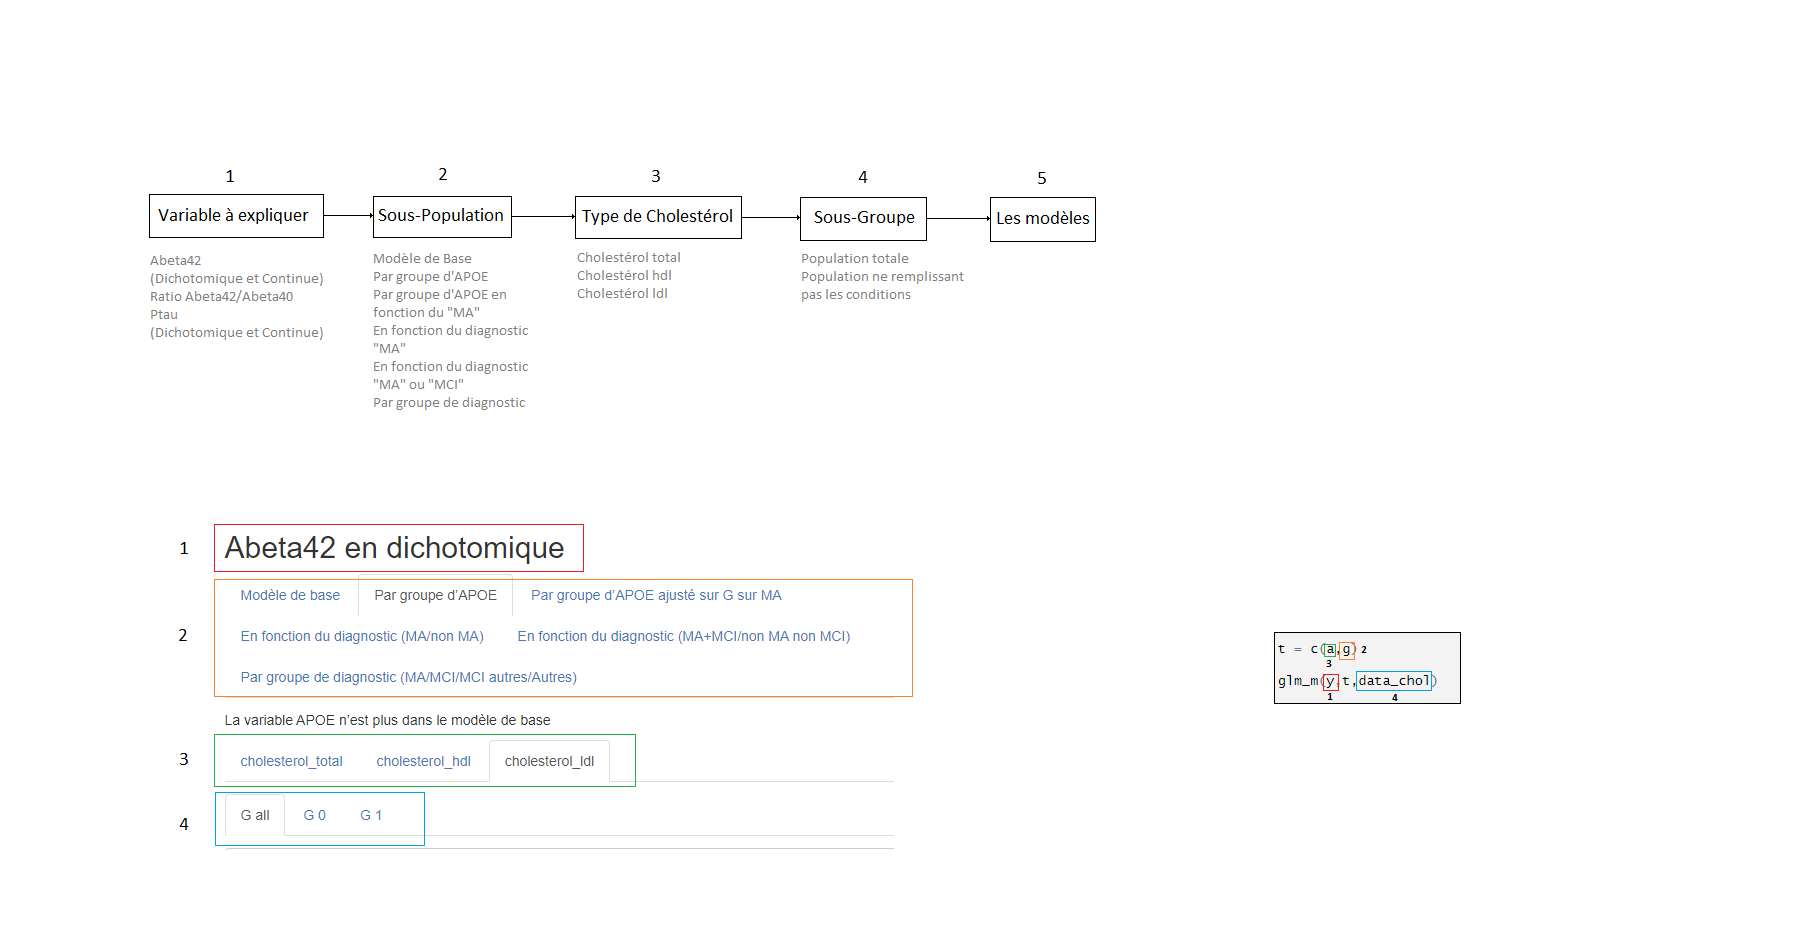 1 2 3 4 5
Variable à expliquer Sous-Population Type de Cholestérol Sous-Groupe Les modèles
Abeta42
(Dichotomique et Continue)
Ratio Abeta42/Abeta40
Ptau
(Dichotomique et Continue)
Modèle de Base
Par groupe d'APOE
Par groupe d'APOE en
fonction du "MA"
En fonction du diagnostic
"MA"
En fonction du diagnostic
"MA" ou "MCI"
Par groupe de diagnostic
Cholestérol total
Cholestérol hdl
Cholestérol ldl
Population totale
Population ne remplissant
pas les conditions
1 Abeta42 en dichotomique
Modèle de base Par groupe d’APOE Par groupe d’APOE ajusté sur G sur MA
2 En fonction du diagnostic (MA/non MA) En fonction du diagnostic (MA+MCI/non MA non MCI)
Par groupe de diagnostic (MA/MCI/MCI autres/Autres)
La variable APOE n’est plus dans le modèle de base
3 cholesterol_total cholesterol_hdl cholesterol_ldl
4 G all G 0 G 1
t = c(a,g) 2
3
glm_m(y,t,data_chol)
1 4